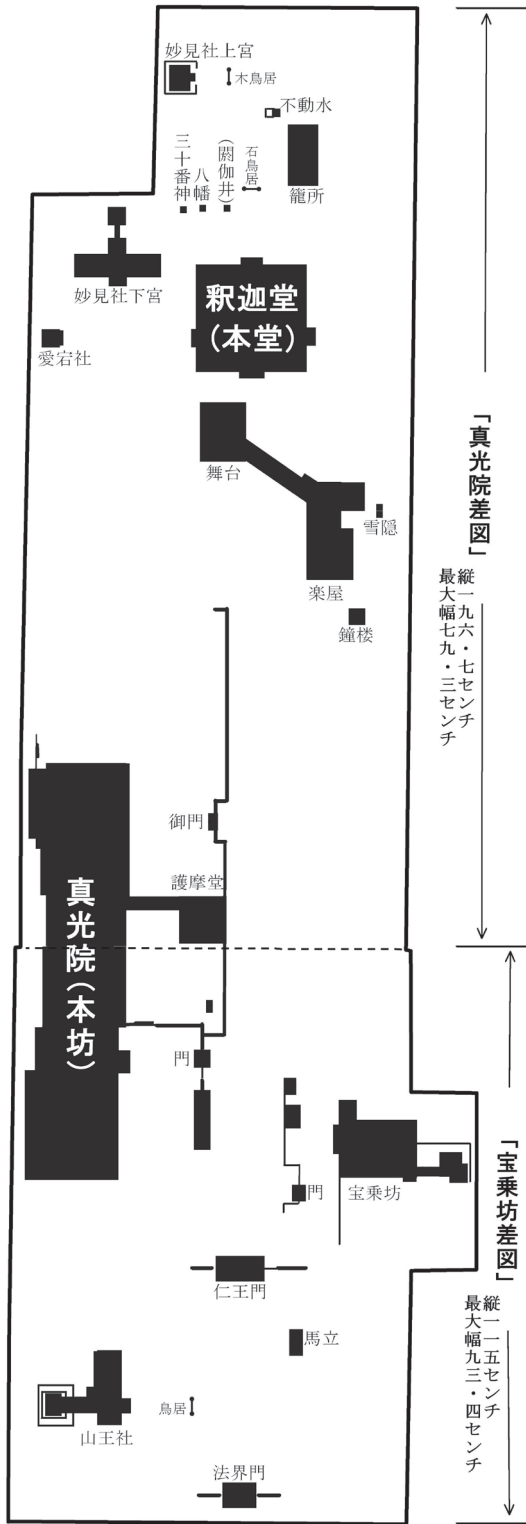 妙見社上宮
木鳥居
不動水
籠所
石鳥居
（閼伽井）
八幡
三十番神
妙見社下宮
釈迦堂
（本堂）
愛宕社
舞台
雪隠
楽屋
鐘楼
「真光院差図」
縦一九六・七センチ
最大幅七九・三センチ
御門
護摩堂
真光院（本坊）
門
門
宝乗坊
「宝乗坊差図」
縦一一五センチ
最大幅九三・四センチ
仁王門
馬立
鳥居
山王社
法界門